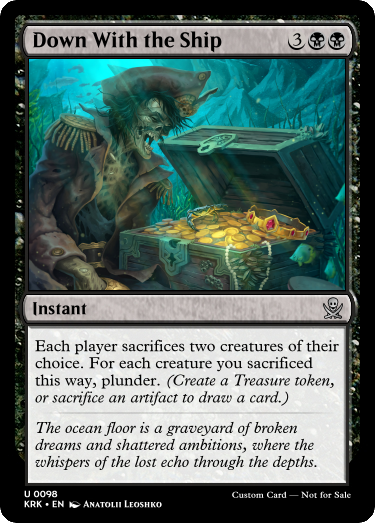 Down With the Ship 3
Instant
Each player sacrifices two creatures of their
choice. For each creature you sacrificed
this way, plunder. (Create a Treasure token,
or sacrifice an artifact to draw a card.)
The ocean floor is a graveyard of broken
dreams and shattered ambitions, where the
whispers of the lost echo through the depths.
U 0098
KRK • EN Anatolii Leoshko
Custom Card — Not for Sale